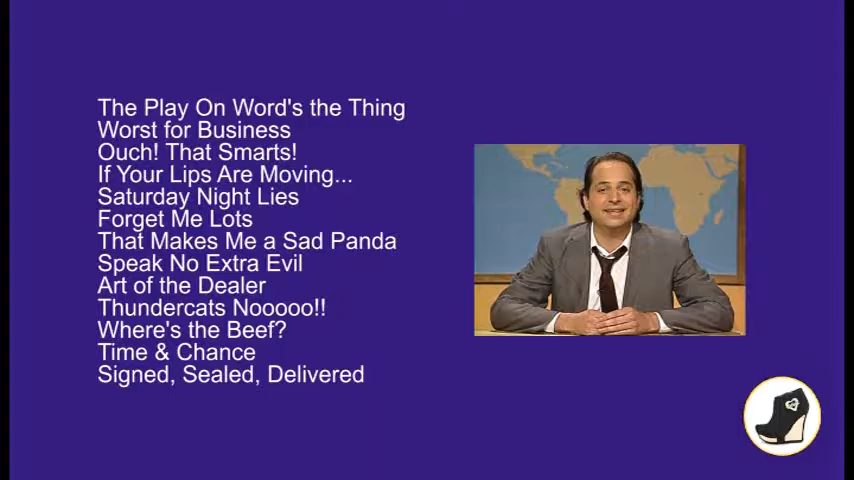 The Play On Word's the Thing
Worst for Business
Ouch! That Smarts!
If Your Lips Are Moving...
Saturday Night Lies
Forget Me Lots
That Makes Me a Sad Panda
Speak No Extra Evil
Art of the Dealer
Thundercats Nooooo!!
Where's the Beef?
Time & Chance
Signed, Sealed, Delivered